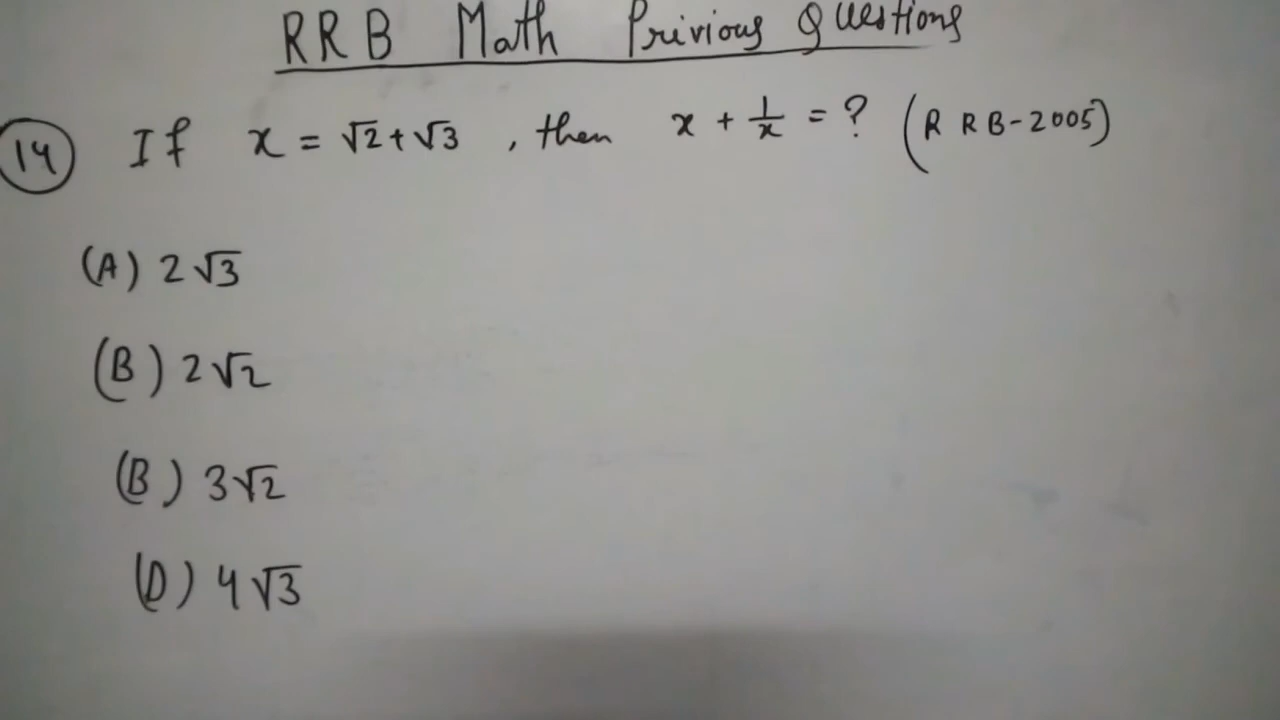 RRB Math Privious Questions
14 If x = √2 + √3 , then x + 1/x = ? (RRB-2005)
(A) 2√3
(B) 2√2
(B) 3√2
(D) 4√3